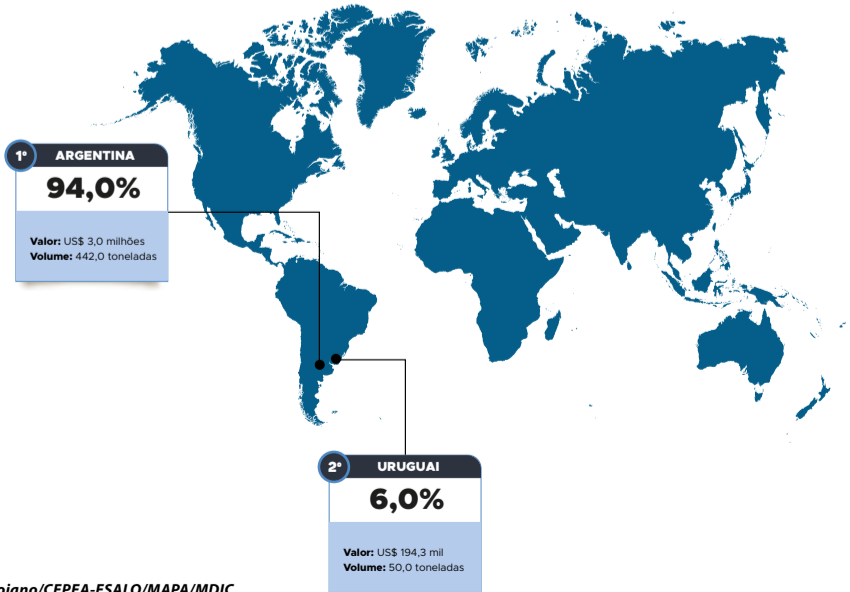 1º ARGENTINA
94,0%
Valor: US$ 3,0 milhões
Volume: 442,0 toneladas
2º URUGUAI
6,0%
Valor: US$ 194,3 mil
Volume: 50,0 toneladas
/CEPEA-ESALQ/MAPA/MDIC